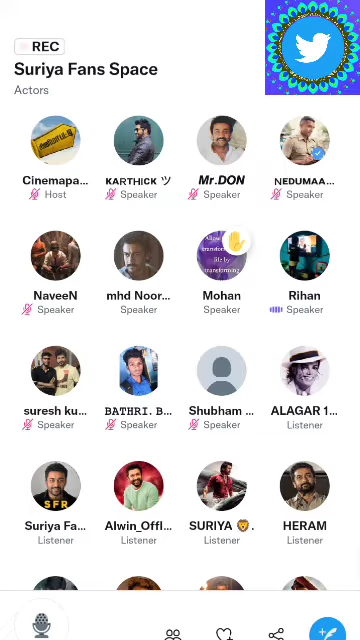 REC
Suriya Fans Space
Actors
Cinemapa... ᴋᴀʀᴛʜɪᴄᴋ ツ Mr.DON ɴᴇᴅᴜᴍᴀᴀ...
Host Speaker Speaker Speaker
NaveeN mhd Noor... Mohan Rihan
Speaker Speaker Speaker Speaker
suresh ku... 𝙱𝙰𝚃𝙷𝚁𝙸. 𝙱... Shubham ... ALAGAR 1...
Speaker Speaker Speaker Listener
SFR
Suriya Fa... Alwin_Offl... SURIYA 🦁. HERAM
Listener Listener Listener Listener